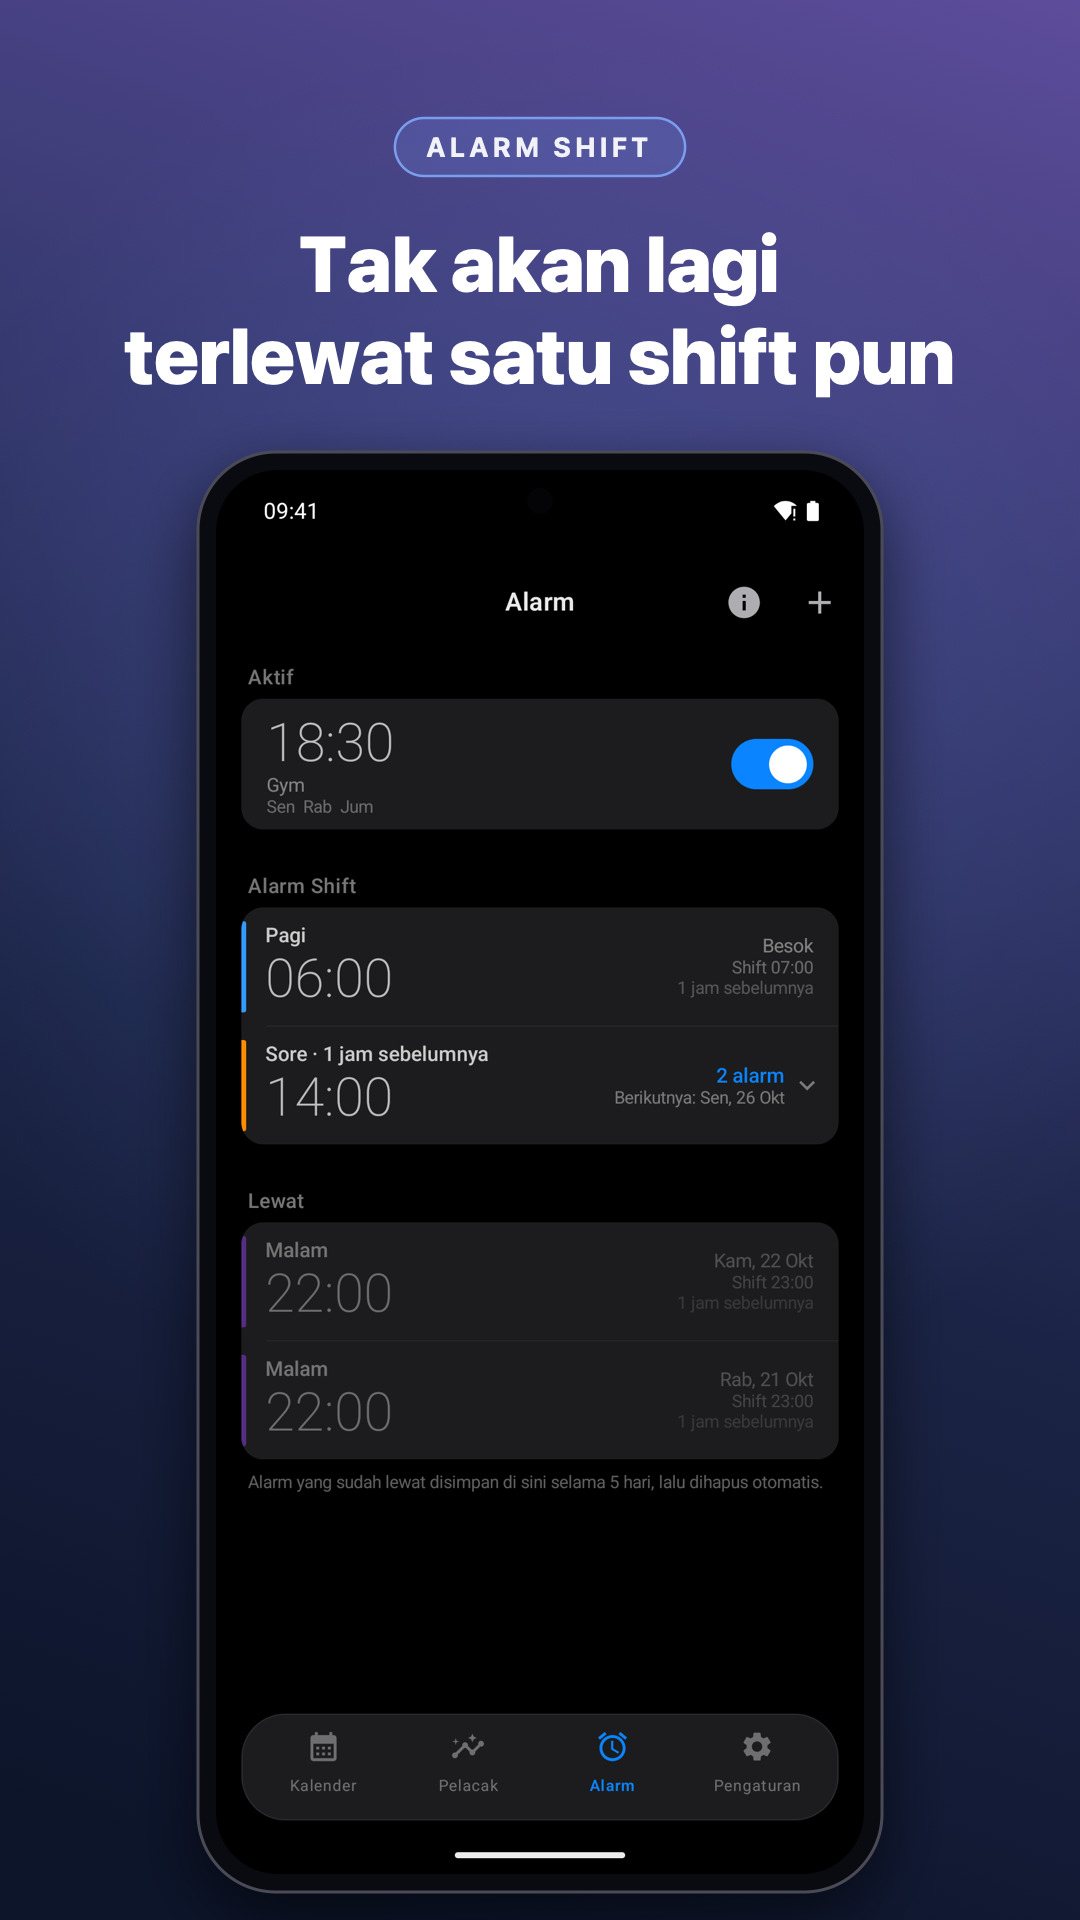 ALARM SHIFT
Tak akan lagi
terlewat satu shift pun
09:41
Alarm
Aktif
18:30
Gym
Sen Rab Jum
Alarm Shift
Pagi
06:00
Besok
Shift 07:00
1 jam sebelumnya
Sore · 1 jam sebelumnya
14:00
2 alarm
Berikutnya: Sen, 26 Okt
Lewat
Malam
22:00
Kam, 22 Okt
Shift 23:00
1 jam sebelumnya
Malam
22:00
Rab, 21 Okt
Shift 23:00
1 jam sebelumnya
Alarm yang sudah lewat disimpan di sini selama 5 hari, lalu dihapus otomatis.
Kalender
Pelacak
Alarm
Pengaturan